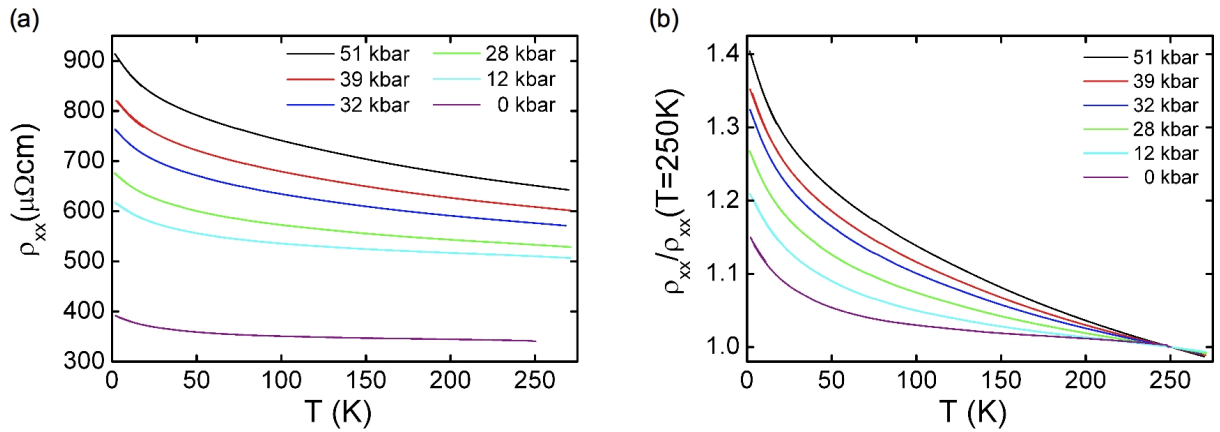 (a)
900
800
700
600
500
400
300
ρxx(μΩcm)
51 kbar
39 kbar
32 kbar
28 kbar
12 kbar
0 kbar
0 50 100 150 200 250
T (K)
(b)
1.4
1.3
1.2
1.1
1.0
ρxx/ρxx(T=250K)
51 kbar
39 kbar
32 kbar
28 kbar
12 kbar
0 kbar
0 50 100 150 200 250
T (K)